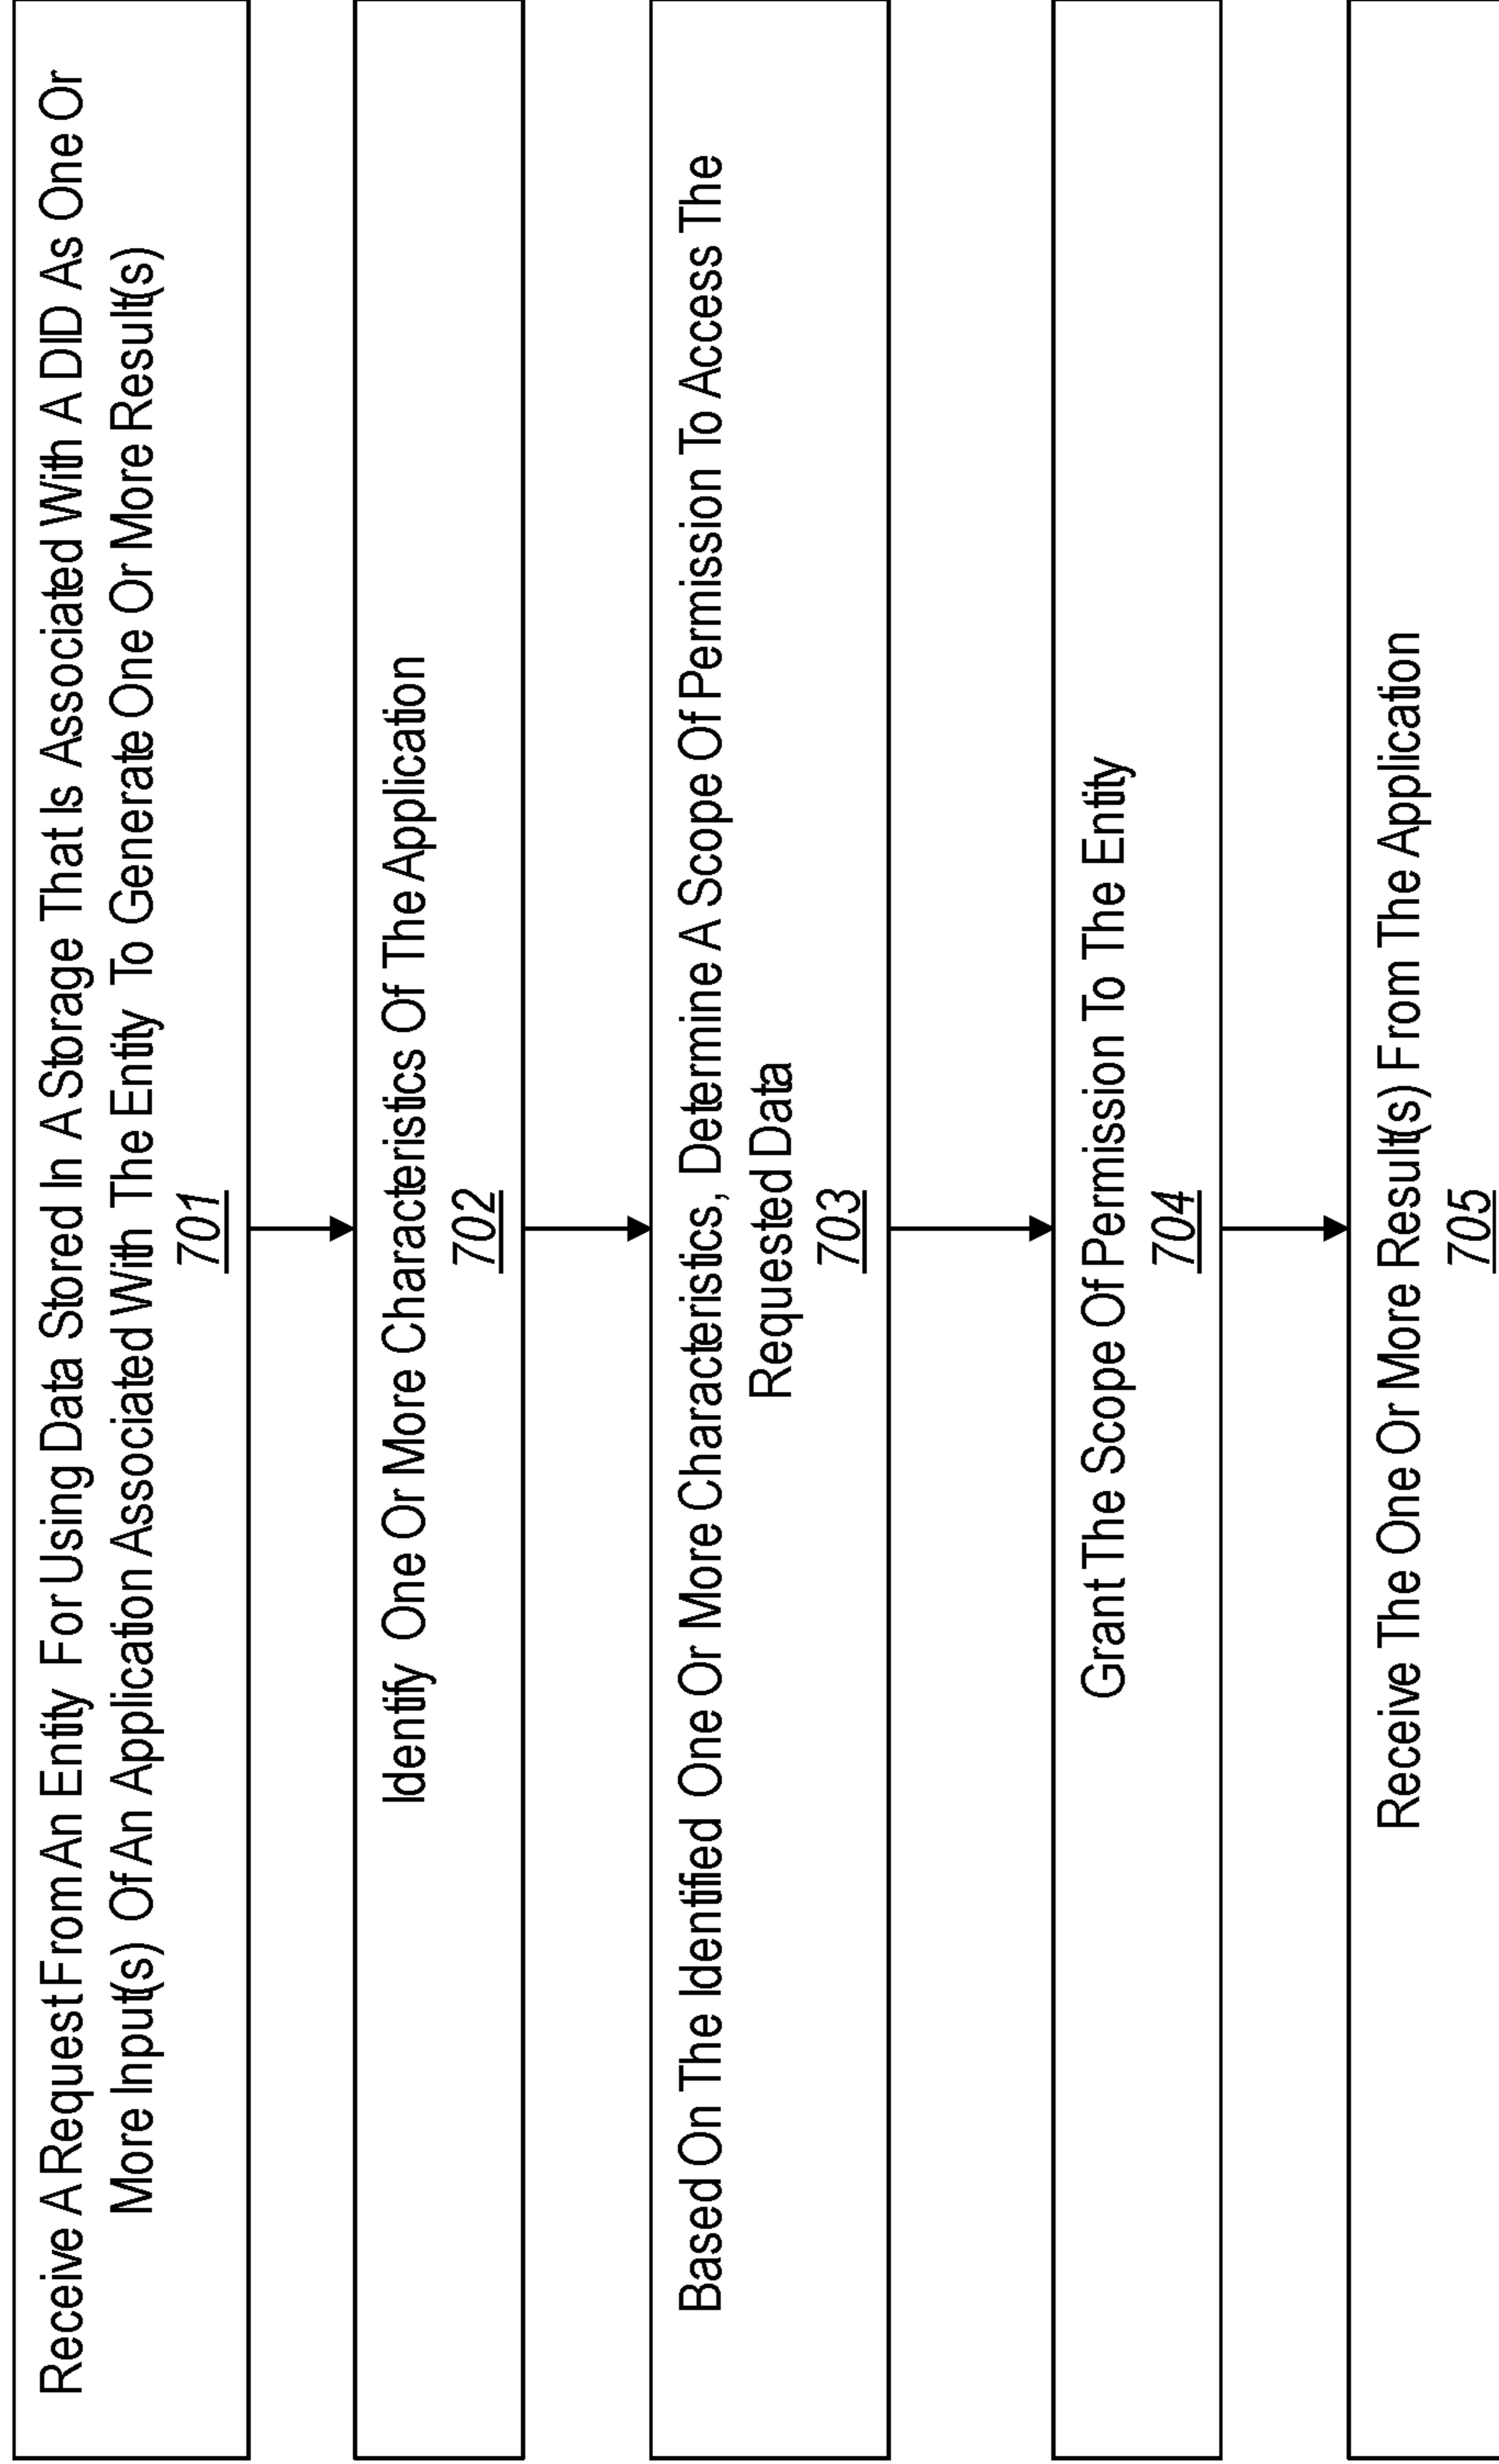 Receive A Request From An Entity For Using Data Stored In A Storage That Is Associated With A DID As One Or
More Input(s) Of An Application Associated With The Entity To Generate One Or More Result(s)
701
Identify One Or More Characteristics Of The Application
702
Based On The Identified One Or More Characteristics, Determine A Scope Of Permission To Access The
Requested Data
703
Grant The Scope Of Permission To The Entity
704
Receive The One Or More Result(s) From The Application
705